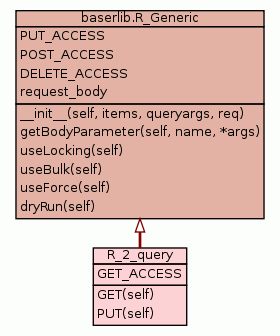 baserlib.R_Generic
PUT_ACCESS
POST_ACCESS
DELETE_ACCESS
request_body
__init__(self, items, queryargs, req)
getBodyParameter(self, name, *args)
useLocking(self)
useBulk(self)
useForce(self)
dryRun(self)
R_2_query
GET_ACCESS
GET(self)
PUT(self)